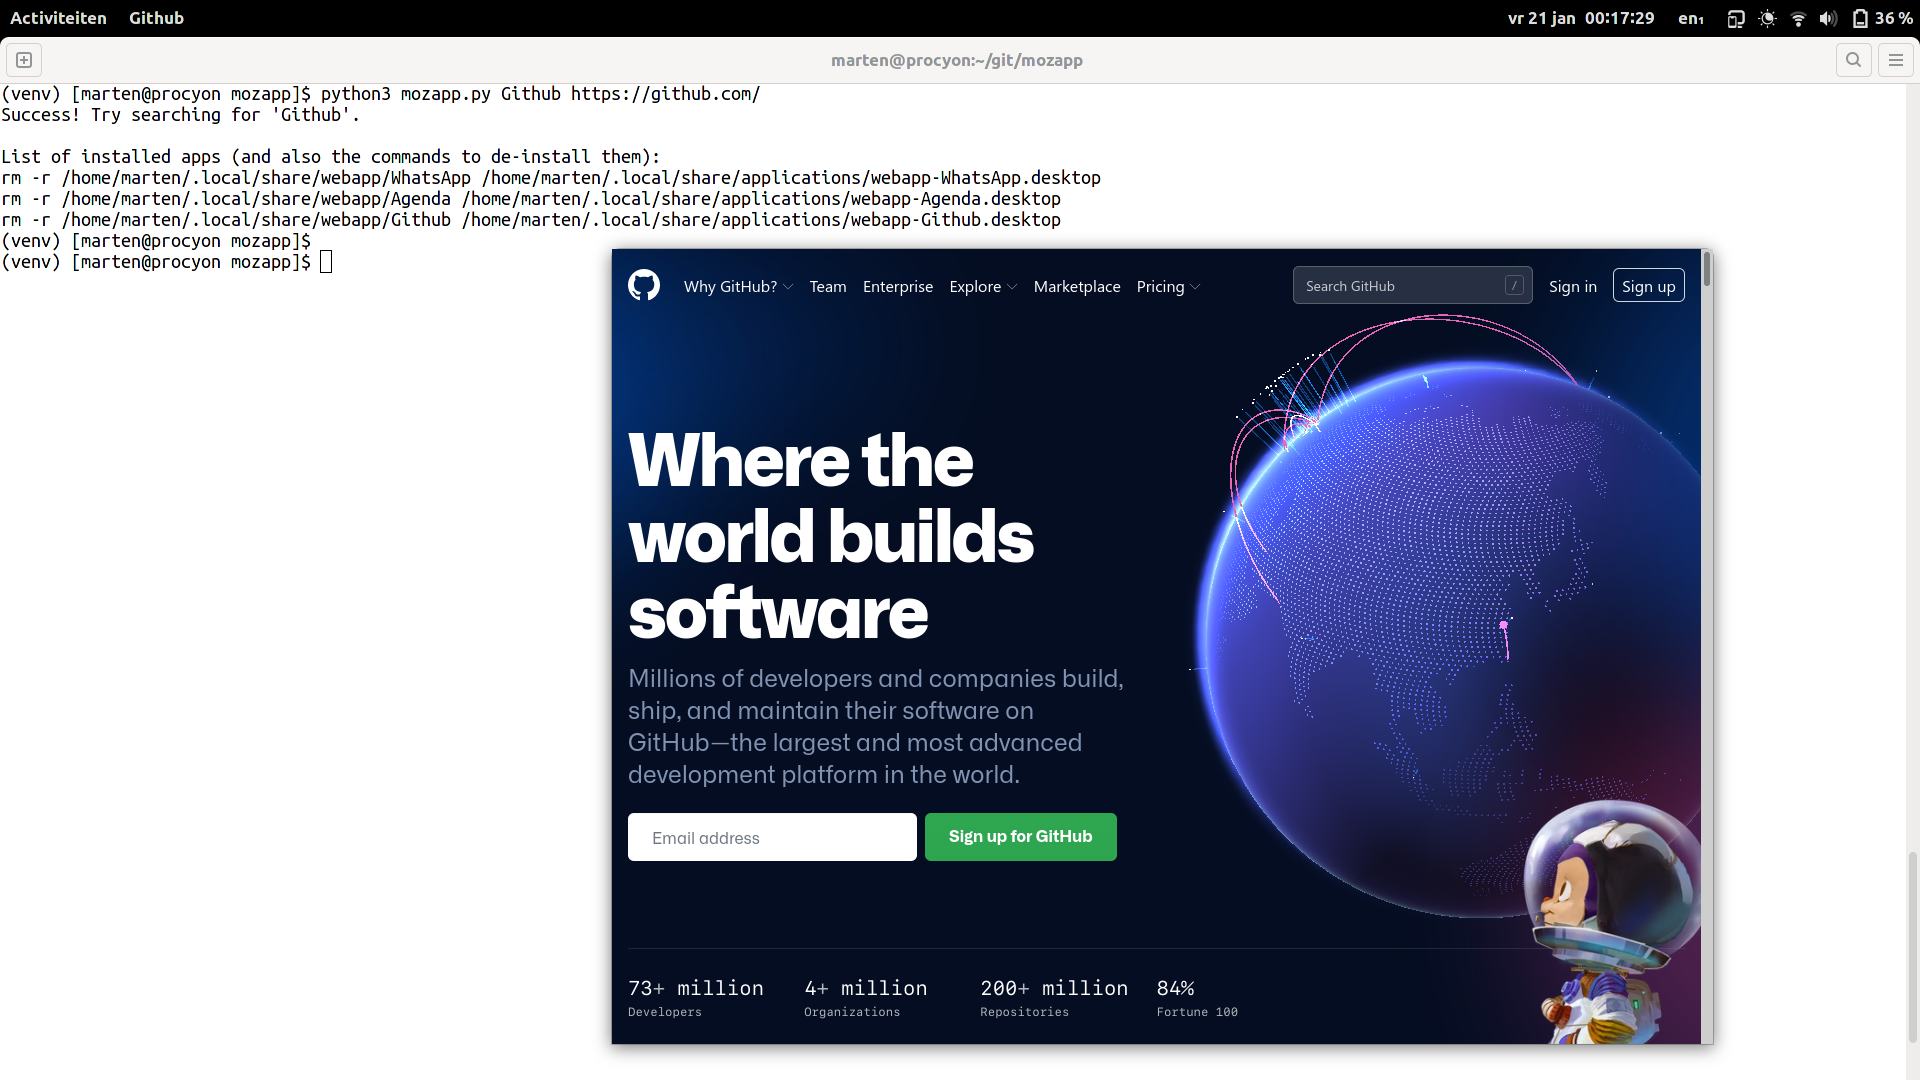 Activiteiten Github vr 21 jan 00:17:29 en₁ 36 %
marten@procyon:~/git/mozapp
(venv) [marten@procyon mozapp]$ python3 mozapp.py Github https://github.com/
Success! Try searching for 'Github'.
List of installed apps (and also the commands to de-install them):
rm -r /home/marten/.local/share/webapp/WhatsApp /home/marten/.local/share/applications/webapp-WhatsApp.desktop
rm -r /home/marten/.local/share/webapp/Agenda /home/marten/.local/share/applications/webapp-Agenda.desktop
rm -r /home/marten/.local/share/webapp/Github /home/marten/.local/share/applications/webapp-Github.desktop
(venv) [marten@procyon mozapp]$
(venv) [marten@procyon mozapp]$
Why GitHub? Team Enterprise Explore Marketplace Pricing Search GitHub / Sign in Sign up
Where the
world builds
software
Millions of developers and companies build,
ship, and maintain their software on
GitHub—the largest and most advanced
development platform in the world.
Email address Sign up for GitHub
73+ million 4+ million 200+ million 84%
Developers Organizations Repositories Fortune 100